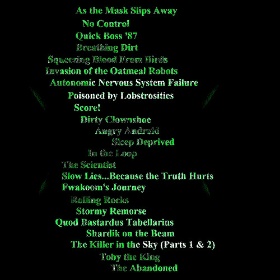 As the Mask Slips Away
No Control
Quick Boss '87
Breathing Dirt
Squeezing Blood From Birds
Invasion of the Oatmeal Robots
Autonomic Nervous System Failure
Poisoned by Lobstrosities
Score!
Dirty Clownshoe
Angry Android
Sleep Deprived
In the Loop
The Scientist
Slow Lies...Because the Truth Hurts
Fwakoom's Journey
Rolling Rocks
Stormy Remorse
Quod Bastardus Tabellarius
Shardik on the Beam
The Killer in the Sky (Parts 1 & 2)
Toby the King
The Abandoned